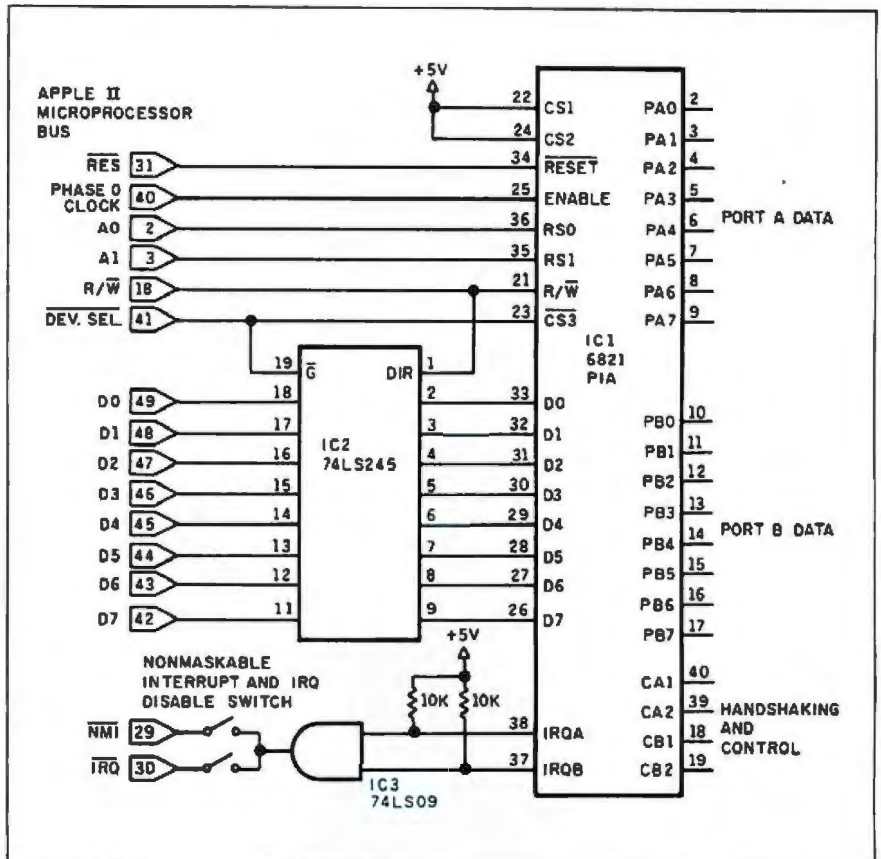 APPLE II
MICROPROCESSOR
BUS
+5V
RES 31 34 RESET
PHASE 0
CLOCK 40 25 ENABLE
A0 2 36 RS0
A1 3 35 RS1
R/W 18 21 R/W
DEV. SEL. 41 23 CS3
22 CS1
24 CS2
IC1
6821
PIA
PA0 2
PA1 3
PA2 4
PA3 5
PA4 6
PA5 7
PA6 8
PA7 9
PORT A DATA
19 G DIR 1
D0 49 18 2 33 D0
D1 48 17 3 32 D1
D2 47 16 4 31 D2
D3 46 15 5 30 D3
D4 45 14 6 29 D4
D5 44 13 7 28 D5
D6 43 12 8 27 D6
D7 42 11 9 26 D7
IC2
74LS245
PB0 10
PB1 11
PB2 12
PB3 13
PB4 14
PB5 15
PB6 16
PB7 17
PORT B DATA
+5V
NONMASKABLE
INTERRUPT AND IRQ
DISABLE SWITCH
10K 10K
NMI 29 38 IRQA
IRQ 30 37 IRQB
IC3
74LS09
CA1 40
CA2 39
CB1 18
CB2 19
HANDSHAKING
AND
CONTROL